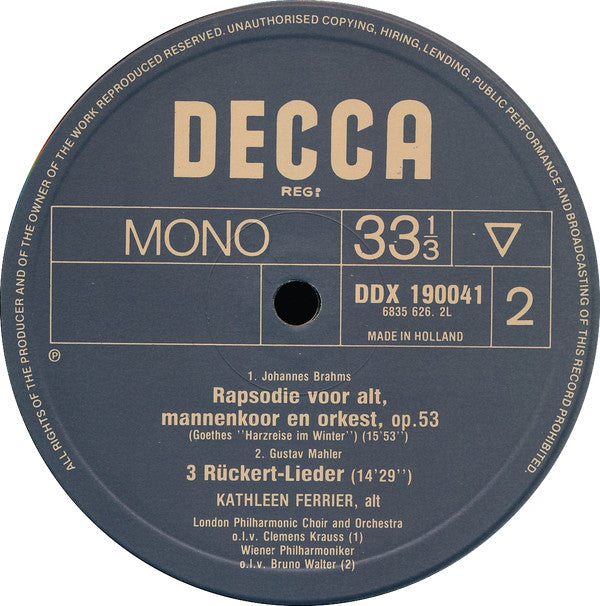 ALL RIGHTS OF THE PRODUCER AND OF THE OWNER OF THE WORK REPRODUCED RESERVED. UNAUTHORISED COPYING, HIRING, LENDING, PUBLIC PERFORMANCE AND BROADCASTING OF THIS RECORD PROHIBITED
DECCA
REGD
MONO
33 1/3
▽
DDX 190041
6835 626. 2L
2
MADE IN HOLLAND
℗
1. Johannes Brahms
Rapsodie voor alt,
mannenkoor en orkest, op.53
(Goethes "Harzreise im Winter") (15'53")
2. Gustav Mahler
3 Rückert-Lieder (14'29")
KATHLEEN FERRIER, alt
London Philharmonic Choir and Orchestra
o.l.v. Clemens Krauss (1)
Wiener Philharmoniker
o.l.v. Bruno Walter (2)